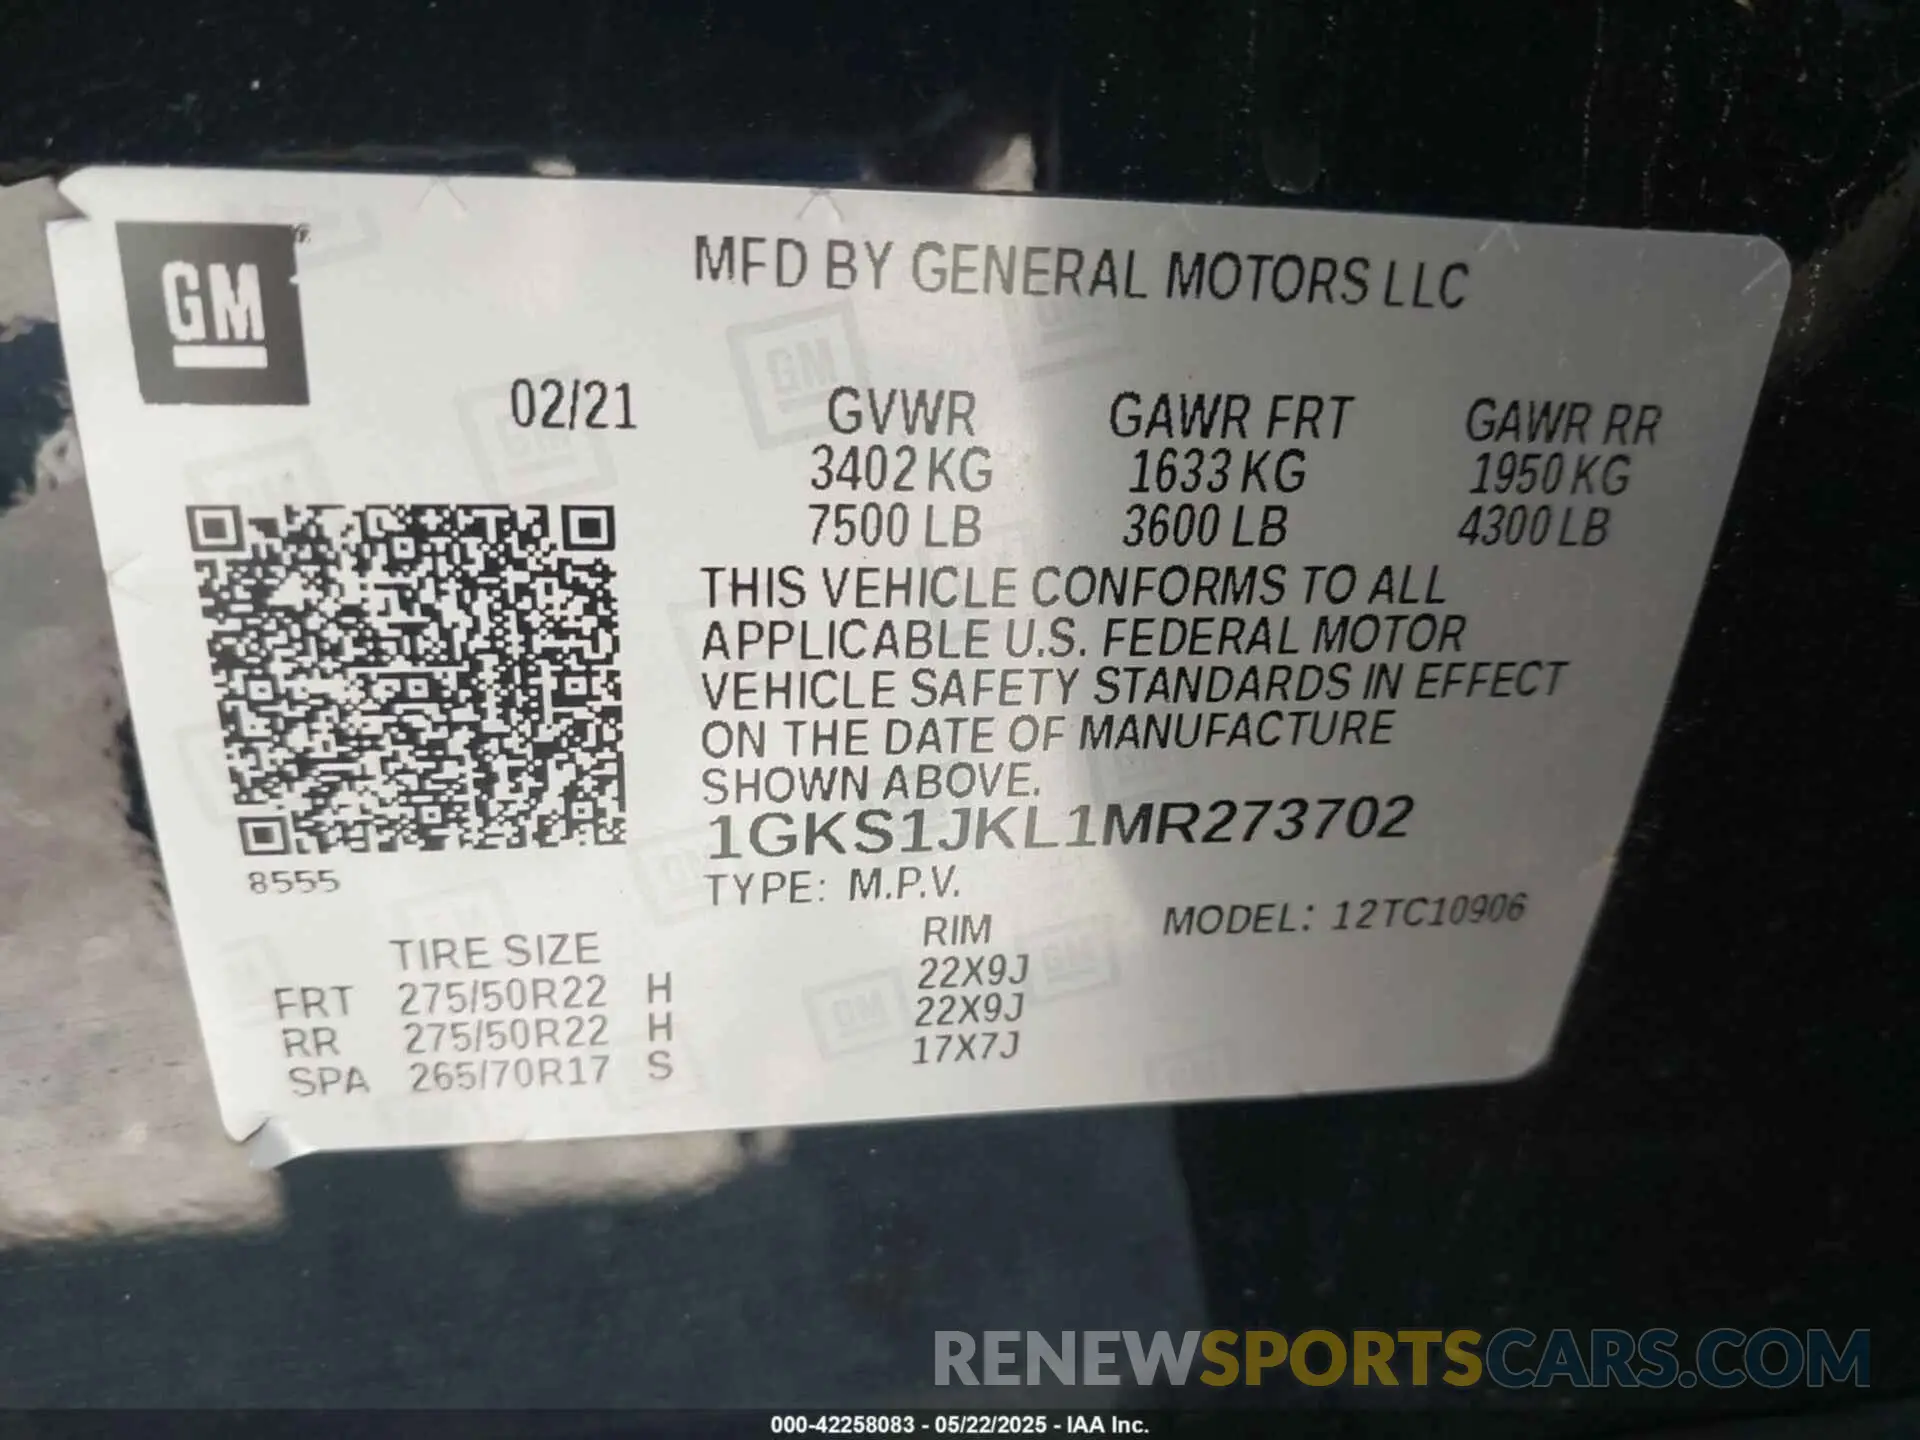 GM
MFD BY GENERAL MOTORS LLC
02/21
GVWR GAWR FRT GAWR RR
3402 KG 1633 KG 1950 KG
7500 LB 3600 LB 4300 LB
THIS VEHICLE CONFORMS TO ALL
APPLICABLE U.S. FEDERAL MOTOR
VEHICLE SAFETY STANDARDS IN EFFECT
ON THE DATE OF MANUFACTURE
SHOWN ABOVE.
1GKS1JKL1MR273702
8555
TYPE: M.P.V.
MODEL: 12TC10906
TIRE SIZE RIM
FRT 275/50R22 H 22X9J
RR 275/50R22 H 22X9J
SPA 265/70R17 S 17X7J
RENEWSPORTSCARS.COM
000-42258083 - 05/22/2025 - IAA Inc.